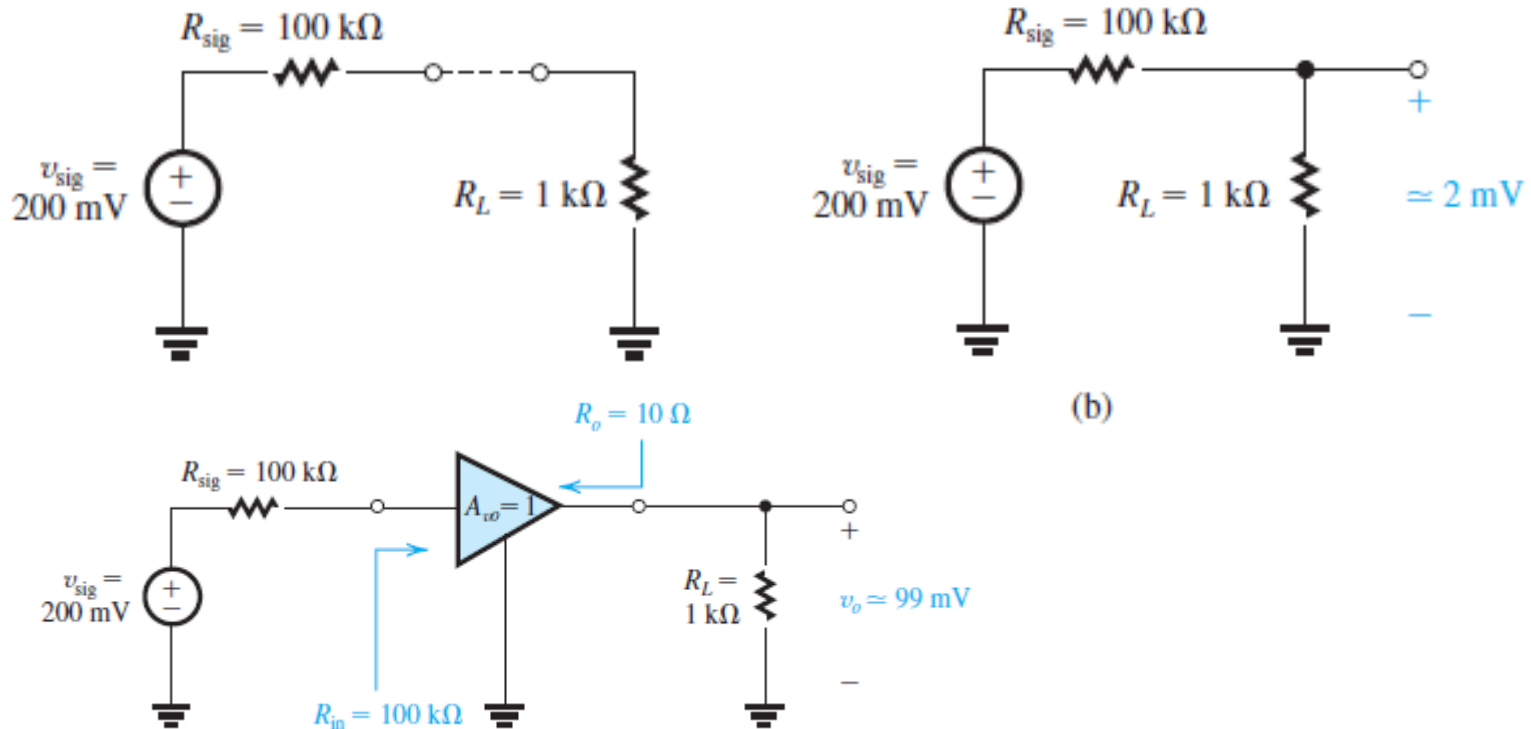 R_sig = 100 kΩ
v_sig =
200 mV
+
−
R_L = 1 kΩ
R_sig = 100 kΩ
v_sig =
200 mV
+
−
R_L = 1 kΩ
+
≃ 2 mV
−
(b)
R_o = 10 Ω
R_sig = 100 kΩ
A_vo = 1
v_sig =
200 mV
+
−
R_in = 100 kΩ
R_L =
1 kΩ
+
v_o ≃ 99 mV
−